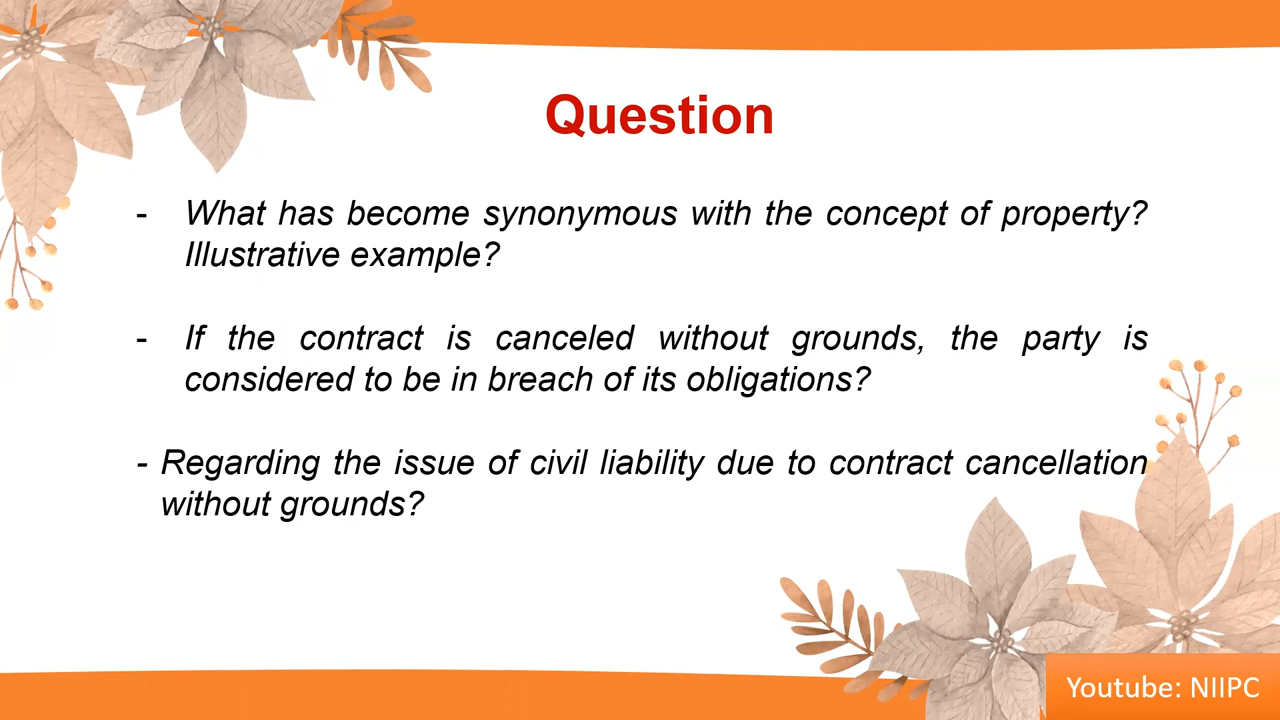 Question
- What has become synonymous with the concept of property?
Illustrative example?
- If the contract is canceled without grounds, the party is
considered to be in breach of its obligations?
- Regarding the issue of civil liability due to contract cancellation
without grounds?
Youtube: NIIPC